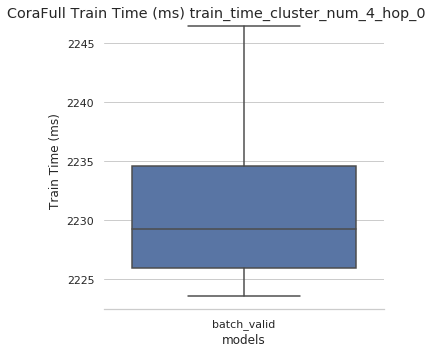 CoraFull Train Time (ms) train_time_cluster_num_4_hop_0
2245
2240
2235
2230
2225
Train Time (ms)
batch_valid
models